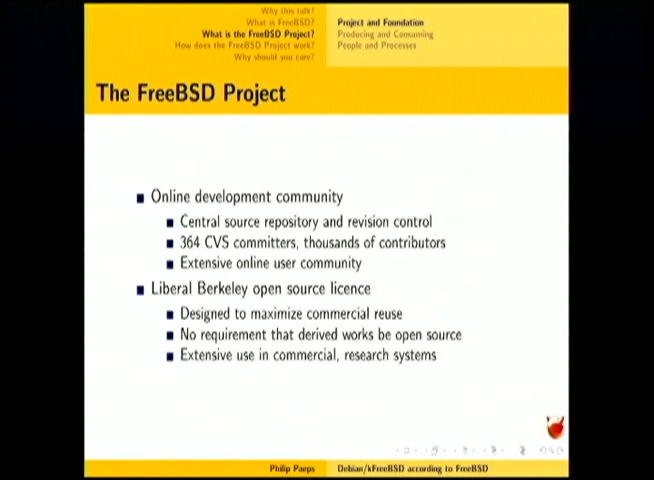 Why this talk?
What is FreeBSD?
What is the FreeBSD Project?
How does the FreeBSD Project work?
Why should you care?
Project and Foundation
Producing and Consuming
People and Processes
The FreeBSD Project
Online development community
Central source repository and revision control
364 CVS committers, thousands of contributors
Extensive online user community
Liberal Berkeley open source licence
Designed to maximize commercial reuse
No requirement that derived works be open source
Extensive use in commercial, research systems
Philip Paeps
Debian/kFreeBSD according to FreeBSD